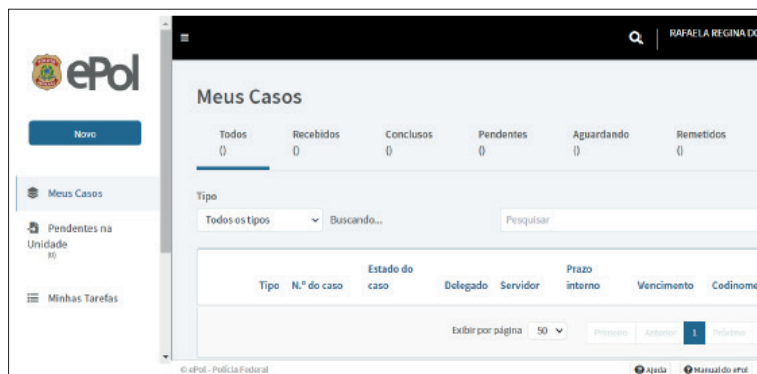 ePol
RAFAELA REGINA DO
Novo
Meus Casos
Todos Recebidos Conclusos Pendentes Aguardando Remetidos
() () () () () ()
Meus Casos
Tipo
Todos os tipos Buscando... Pesquisar
Pendentes na
Unidade
(0)
Estado do Prazo
Tipo N.º do caso caso Delegado Servidor interno Vencimento Codinome
Minhas Tarefas
Exibir por página 50 Primeiro Anterior 1 Próximo
© ePol - Polícia Federal Ajuda Manual do ePol